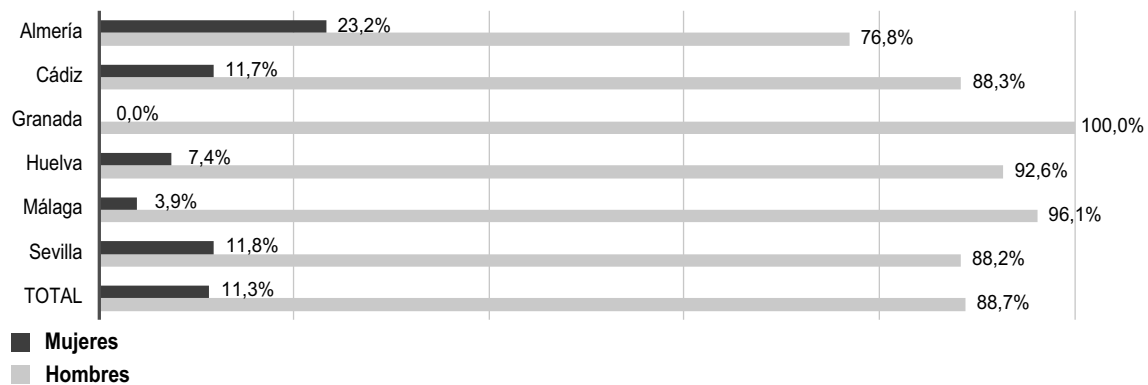 Almería 23,2% 76,8%
Cádiz 11,7% 88,3%
Granada 0,0% 100,0%
Huelva 7,4% 92,6%
Málaga 3,9% 96,1%
Sevilla 11,8% 88,2%
TOTAL 11,3% 88,7%
Mujeres
Hombres